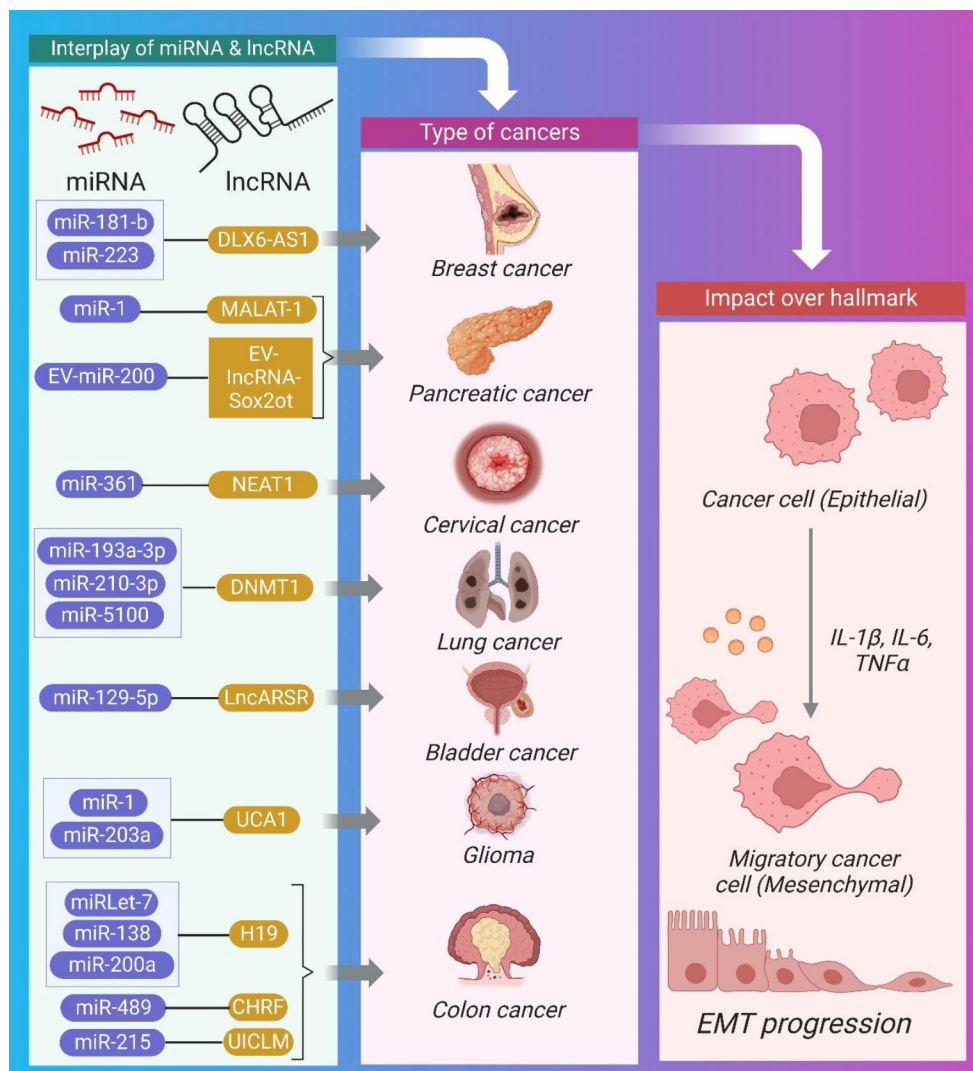 Interplay of miRNA & lncRNA
miRNA
lncRNA
miR-181-b
miR-223
DLX6-AS1
miR-1
MALAT-1
EV-miR-200
EV-
lncRNA-
Sox2ot
miR-361
NEAT1
miR-193a-3p
miR-210-3p
miR-5100
DNMT1
miR-129-5p
LncARSR
miR-1
miR-203a
UCA1
miRLet-7
miR-138
miR-200a
H19
miR-489
CHRF
miR-215
UICLM
Type of cancers
Breast cancer
Pancreatic cancer
Cervical cancer
Lung cancer
Bladder cancer
Glioma
Colon cancer
Impact over hallmark
Cancer cell (Epithelial)
IL-1β, IL-6,
TNFα
Migratory cancer
cell (Mesenchymal)
EMT progression